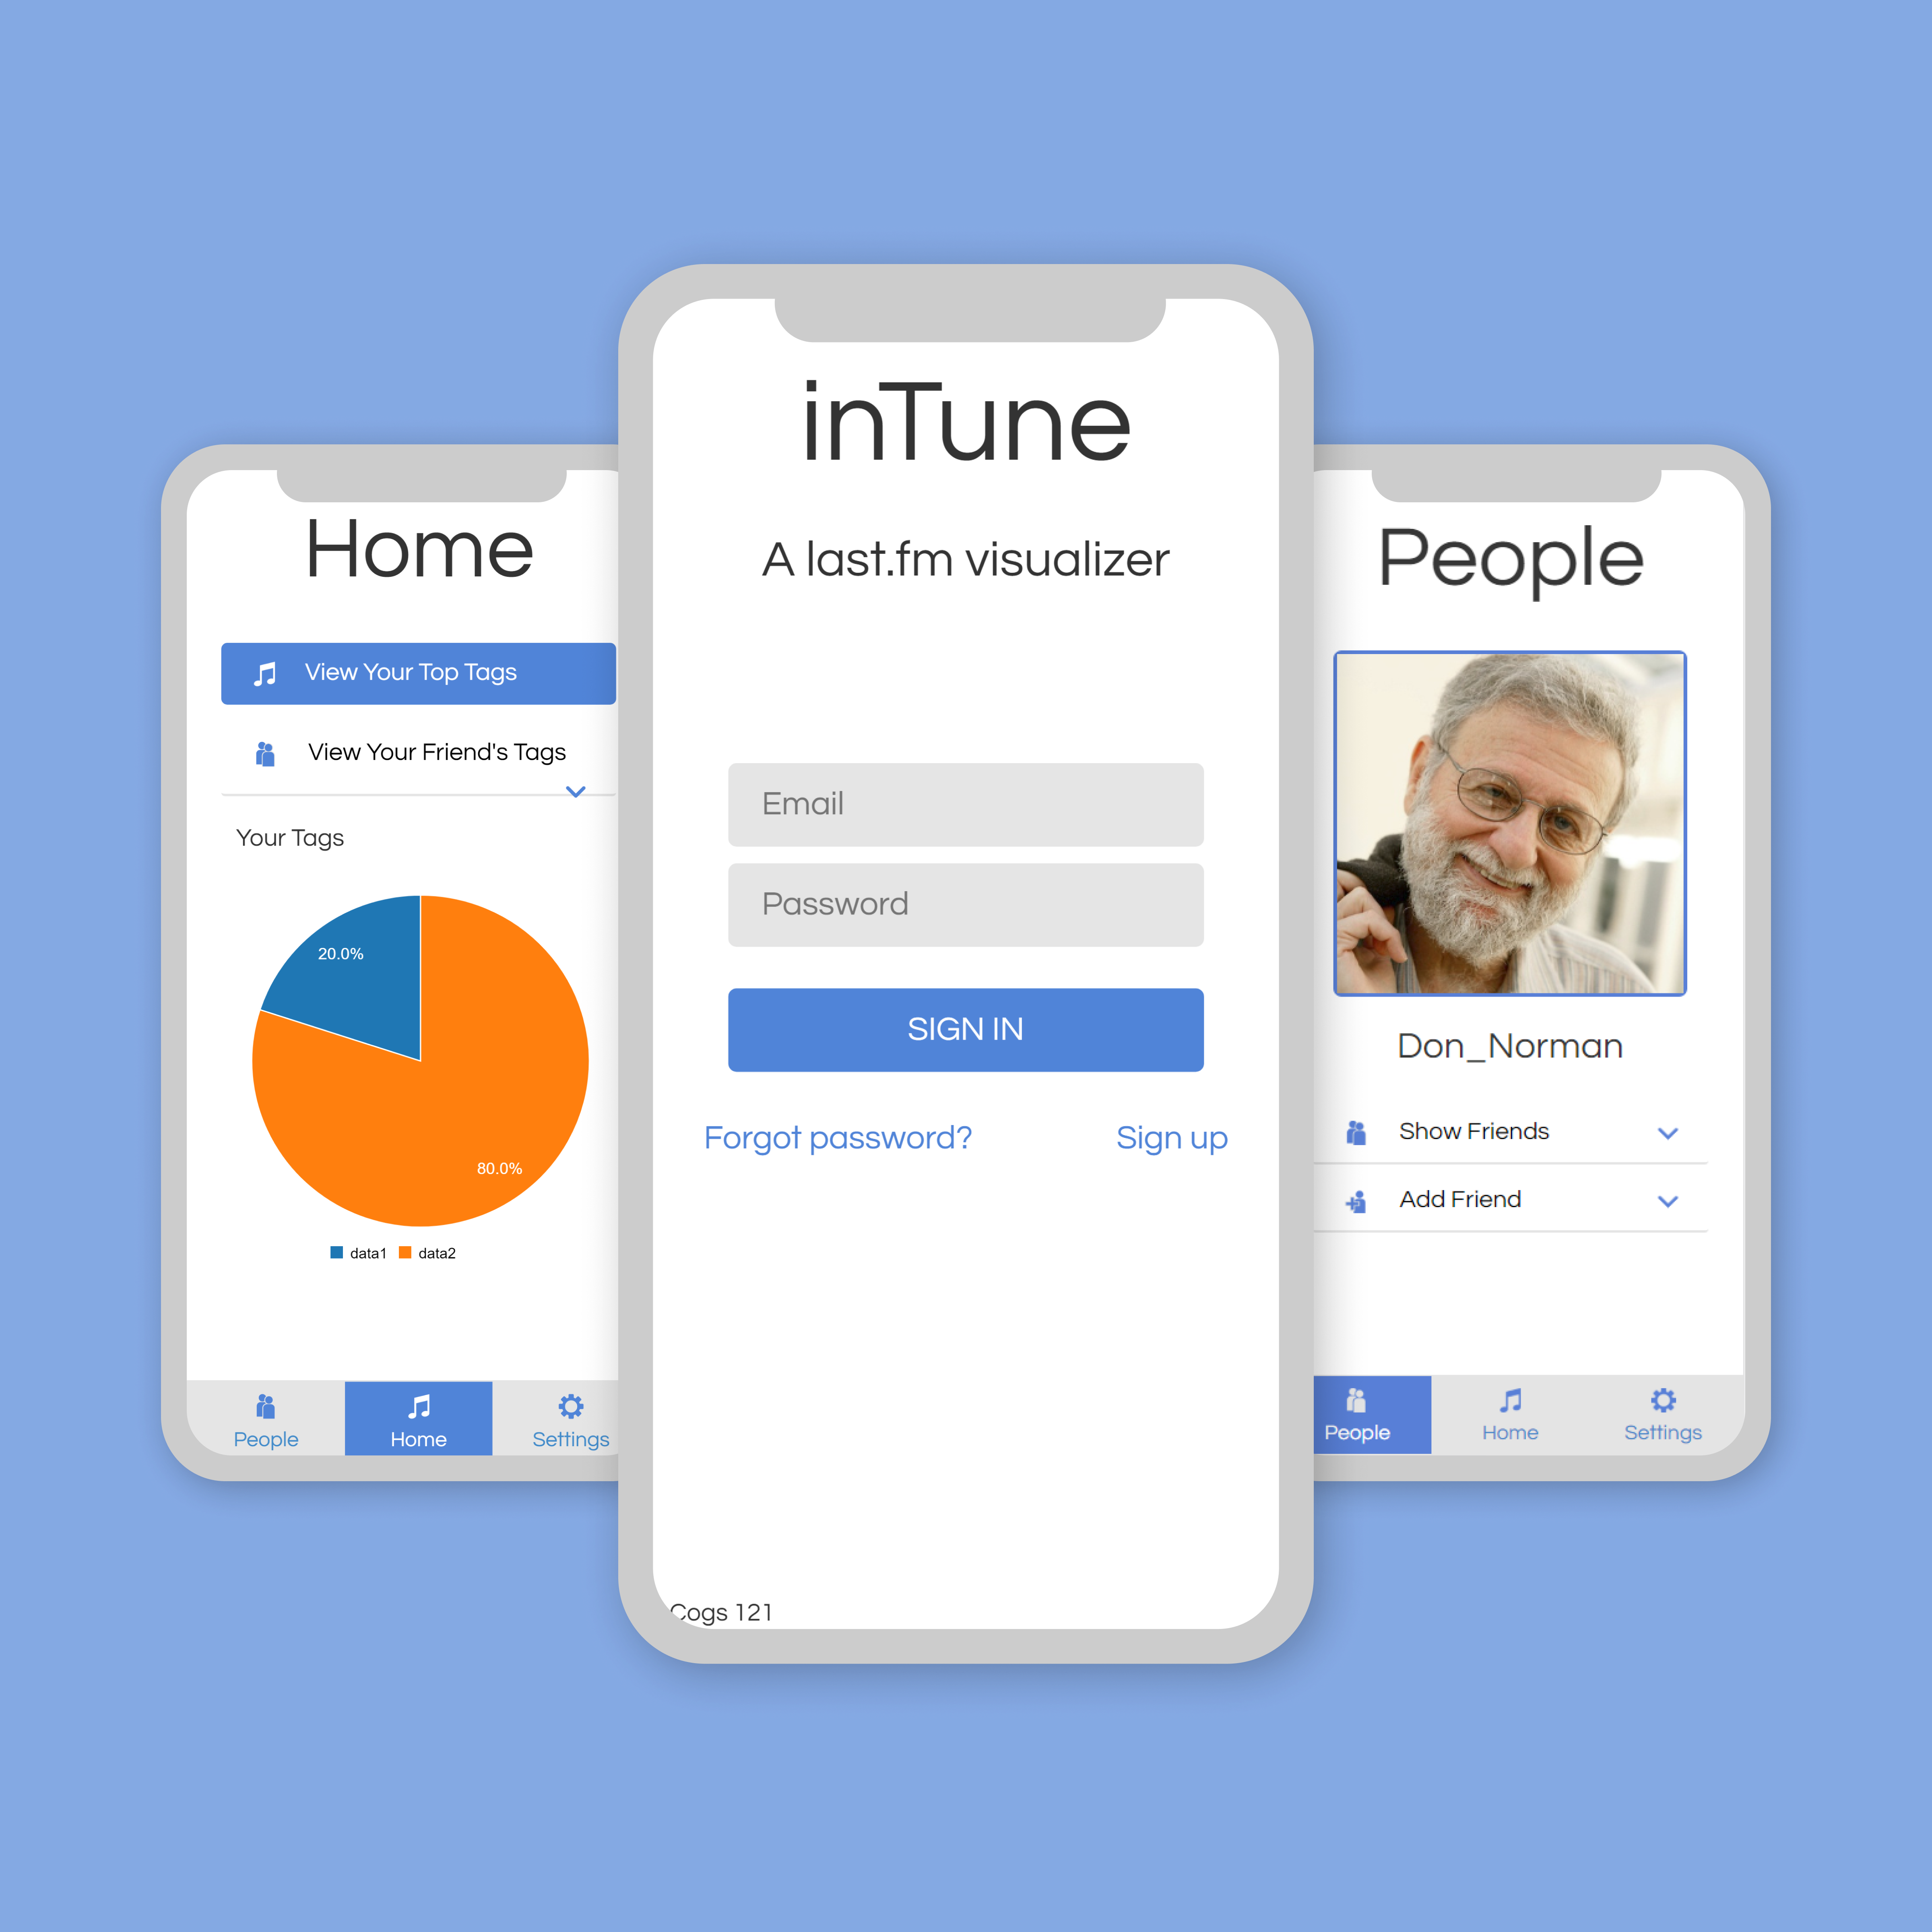 Home
View Your Top Tags
View Your Friend's Tags
Your Tags
20.0%
80.0%
data1 data2
People Home Settings
inTune
A last.fm visualizer
Email
Password
SIGN IN
Forgot password? Sign up
Cogs 121
People
Don_Norman
Show Friends
Add Friend
People Home Settings